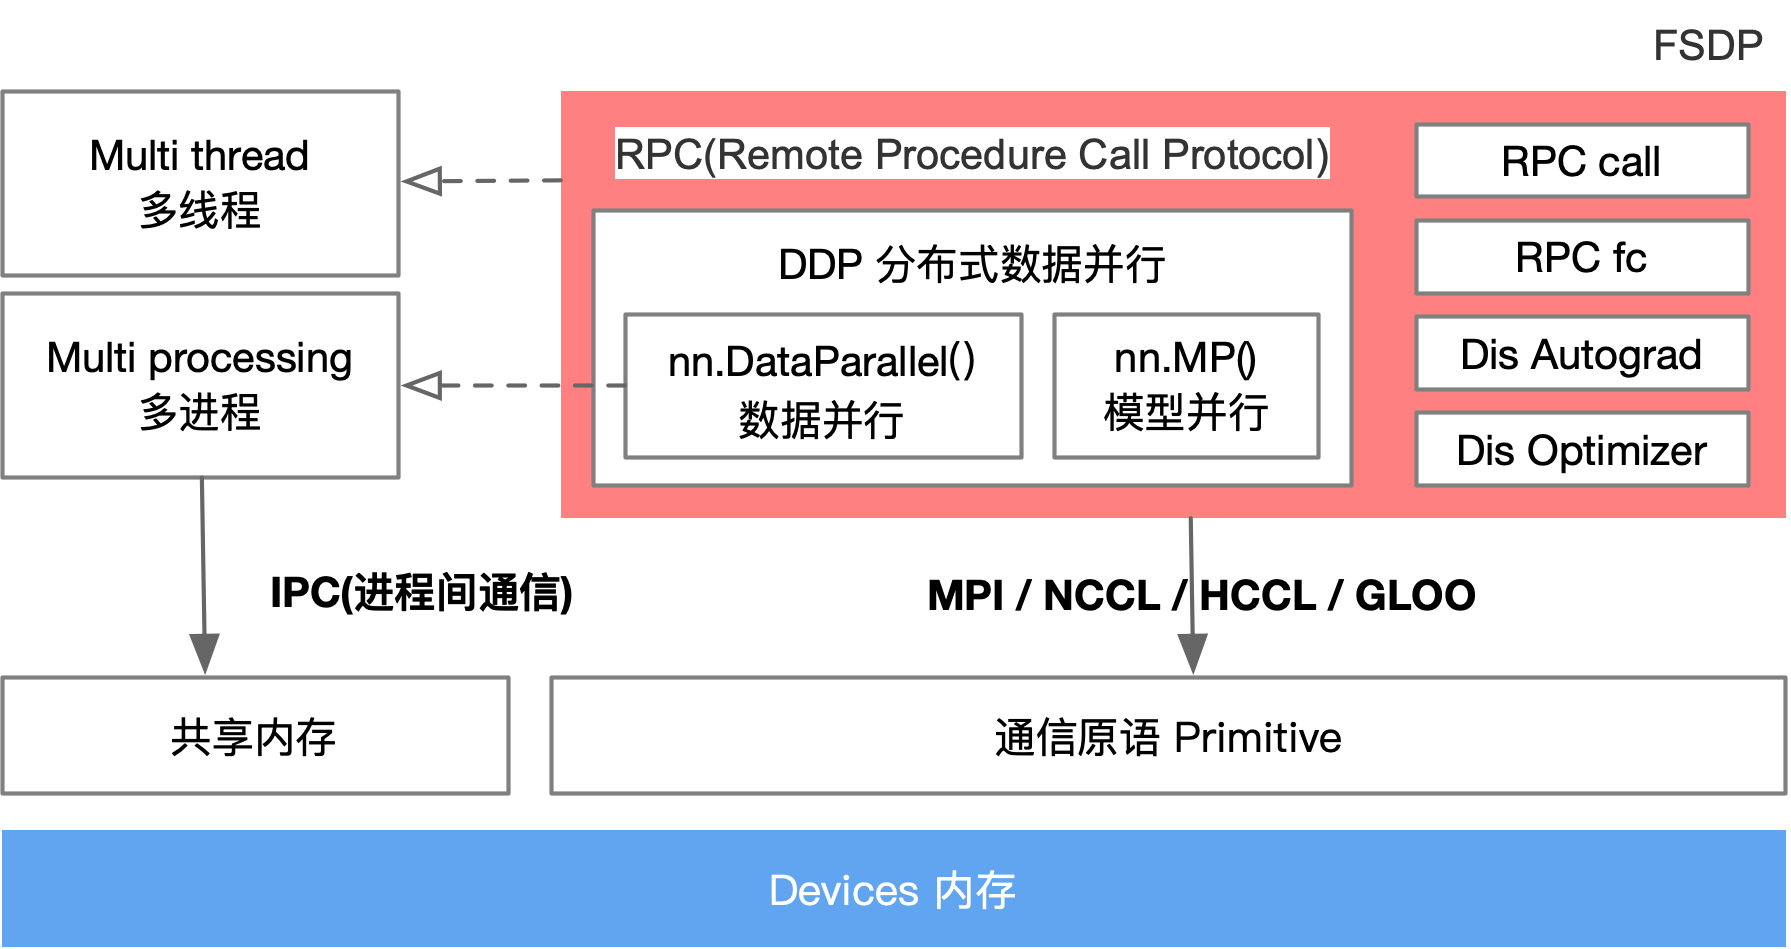 FSDP
Multi thread
多线程
RPC(Remote Procedure Call Protocol)
RPC call
RPC fc
Dis Autograd
Dis Optimizer
DDP 分布式数据并行
nn.DataParallel()
数据并行
nn.MP()
模型并行
Multi processing
多进程
IPC(进程间通信)
MPI / NCCL / HCCL / GLOO
共享内存
通信原语 Primitive
Devices 内存